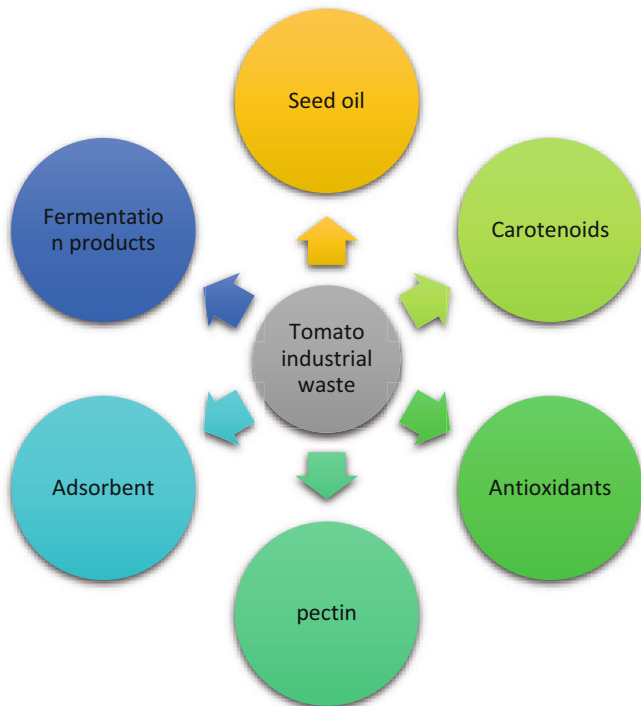 Seed oil
Fermentatio
n products
Carotenoids
Tomato
industrial
waste
Adsorbent
Antioxidants
pectin